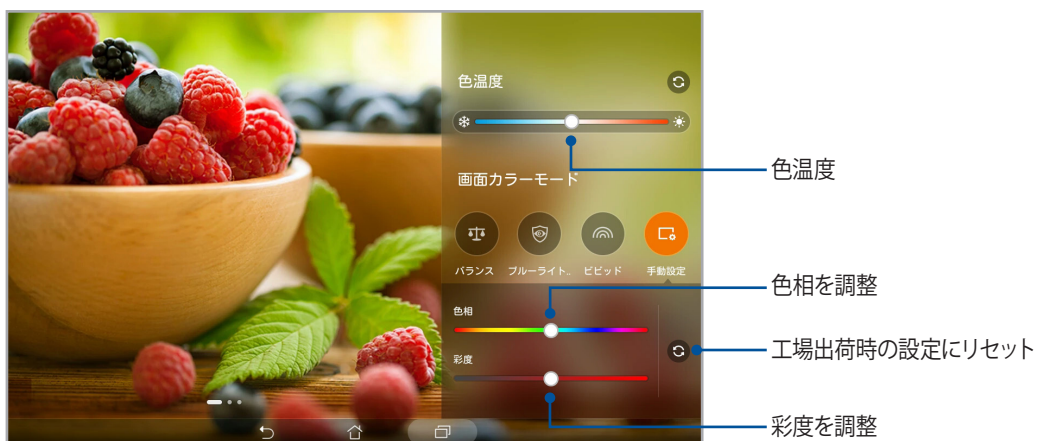 色温度
色温度
画面カラーモード
バランス
ブルーライト..
ビビッド
手動設定
色相を調整
色相
工場出荷時の設定にリセット
彩度
彩度を調整